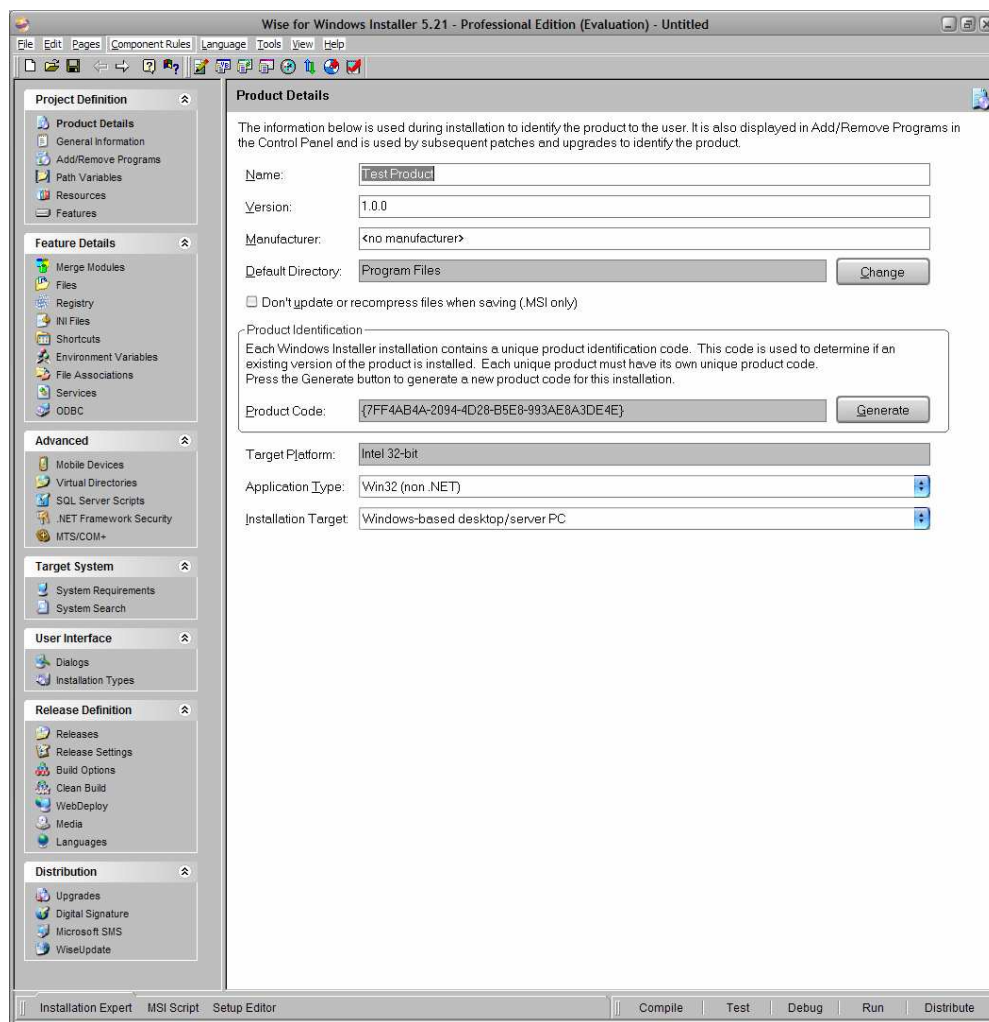 Wise for Windows Installer 5.21 - Professional Edition (Evaluation) - Untitled
File Edit Pages Component Rules Language Tools View Help
Project Definition
Product Details
General Information
Add/Remove Programs
Path Variables
Resources
Features
Feature Details
Merge Modules
Files
Registry
INI Files
Shortcuts
Environment Variables
File Associations
Services
ODBC
Advanced
Mobile Devices
Virtual Directories
SQL Server Scripts
.NET Framework Security
MTS/COM+
Target System
System Requirements
System Search
User Interface
Dialogs
Installation Types
Release Definition
Releases
Release Settings
Build Options
Clean Build
WebDeploy
Media
Languages
Distribution
Upgrades
Digital Signature
Microsoft SMS
WiseUpdate
Product Details
The information below is used during installation to identify the product to the user. It is also displayed in Add/Remove Programs in
the Control Panel and is used by subsequent patches and upgrades to identify the product.
Name: Test Product
Version: 1.0.0
Manufacturer: <no manufacturer>
Default Directory: Program Files Change
Don't update or recompress files when saving (.MSI only)
Product Identification
Each Windows Installer installation contains a unique product identification code. This code is used to determine if an
existing version of the product is installed. Each unique product must have its own unique product code.
Press the Generate button to generate a new product code for this installation.
Product Code: {7FF4AB4A-2094-4D28-B5E8-993AE8A3DE4E} Generate
Target Platform: Intel 32-bit
Application Type: Win32 (non .NET)
Installation Target: Windows-based desktop/server PC
Installation Expert MSI Script Setup Editor Compile Test Debug Run Distribute